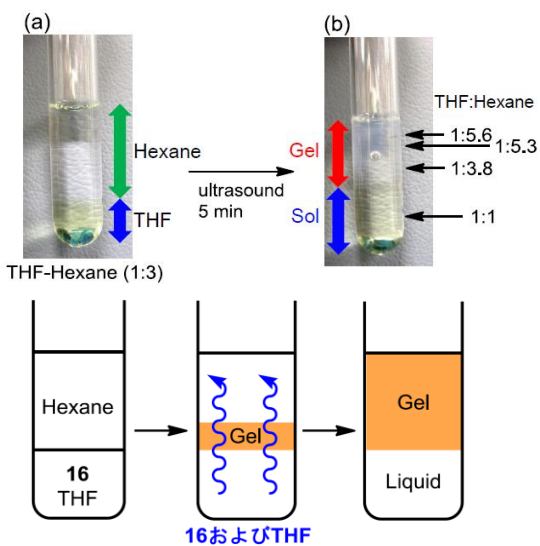 (a)
(b)
THF:Hexane
Hexane
THF
ultrasound
5 min
Gel
Sol
1:5.6
1:5.3
1:3.8
1:1
THF-Hexane (1:3)
Hexane
16
THF
Gel
16およびTHF
Gel
Liquid